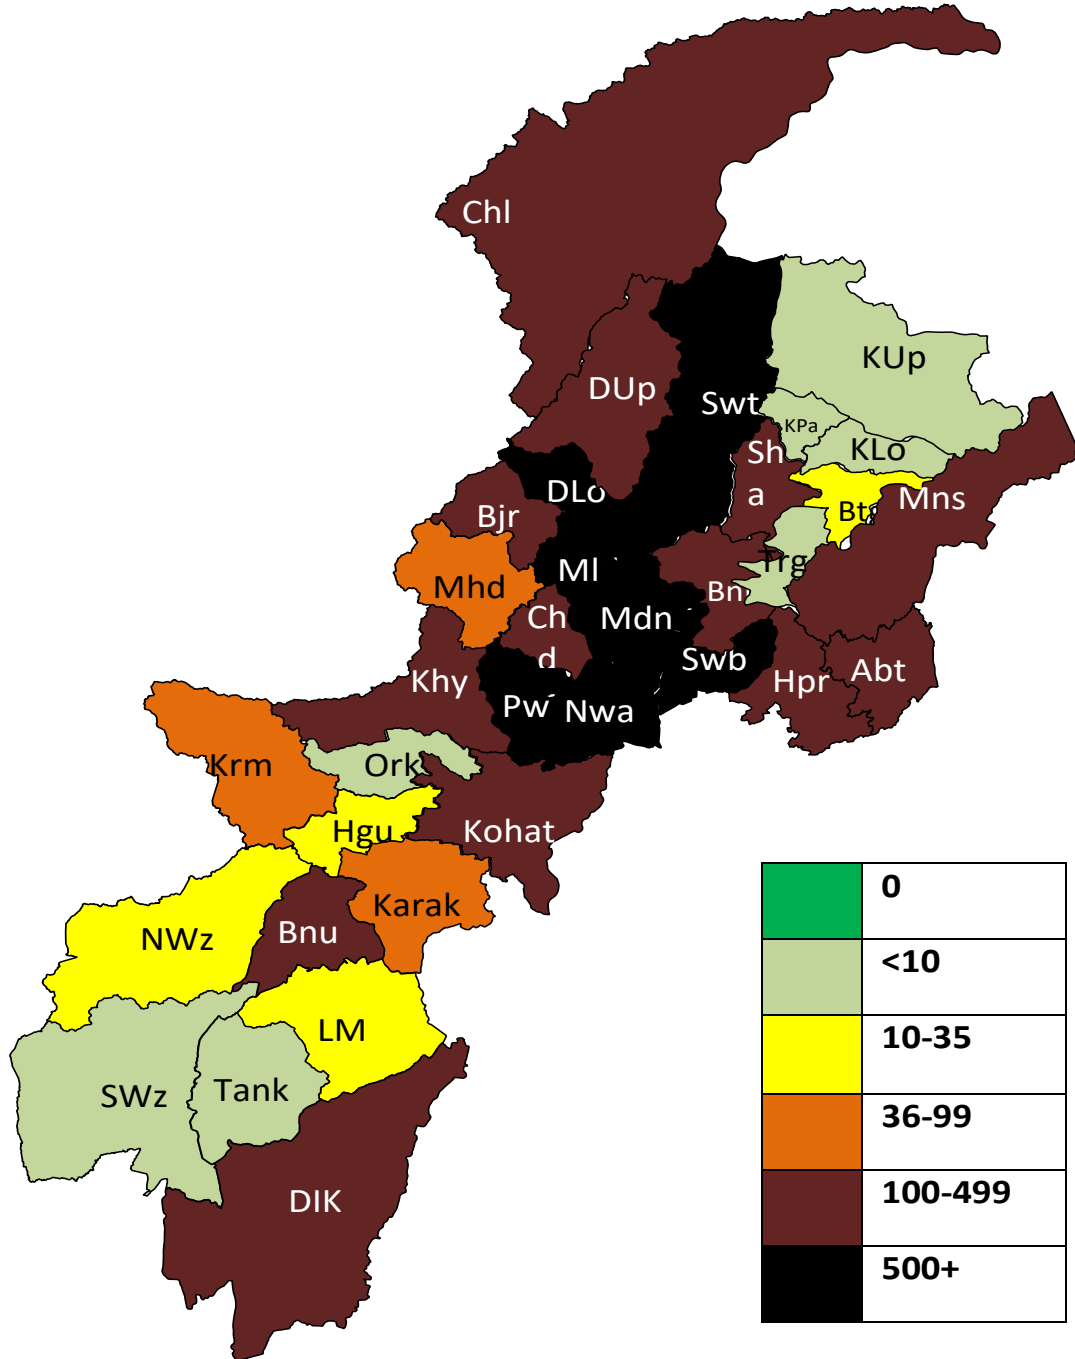 Chl
KUp
DUp
Swt
KPa
Sh
a
KLo
DLo
Mns
Btg
Bjr
Trg
Ml
Mhd
Bn
Ch
d
Mdn
Swb
Abt
Khy
Hpr
Pw
Nwa
Krm
Ork
Hgu
Kohat
Karak
Bnu
NWz
LM
Tank
SWz
DIK
0
<10
10-35
36-99
100-499
500+